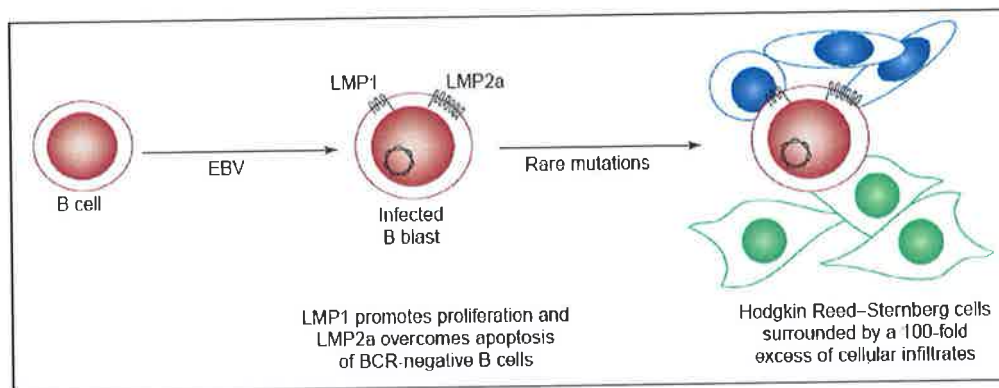 LMP1
LMP2a
B cell
EBV
Infected
B blast
Rare mutations
LMP1 promotes proliferation and
LMP2a overcomes apoptosis
of BCR-negative B cells
Hodgkin Reed–Sternberg cells
surrounded by a 100-fold
excess of cellular infiltrates